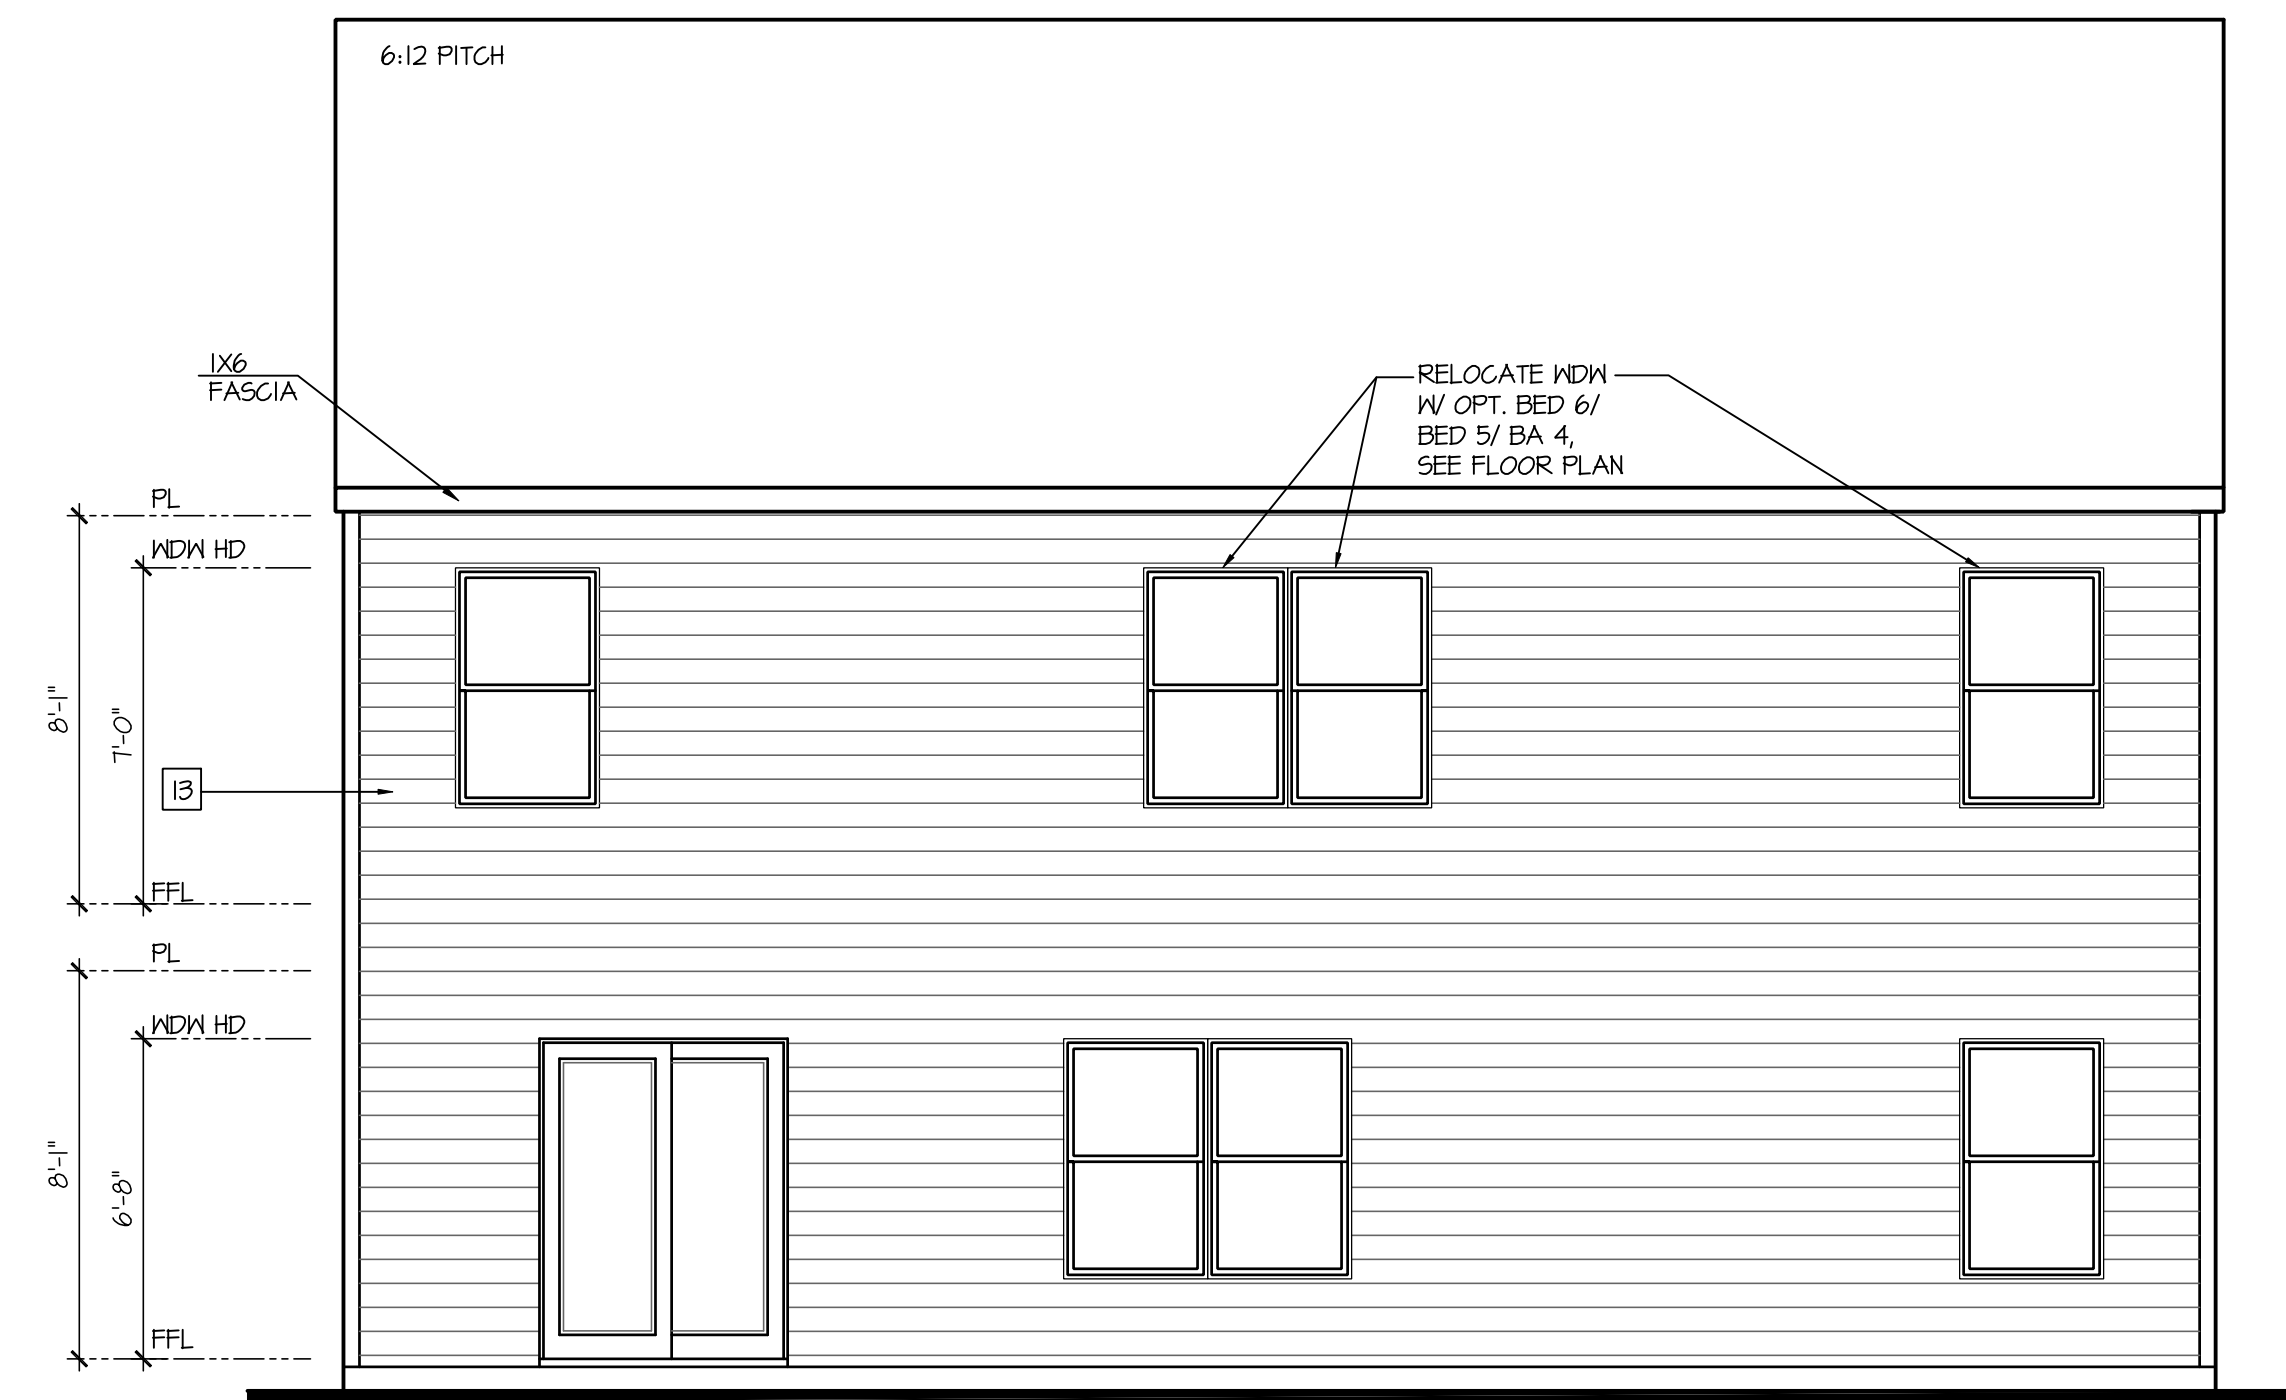 6:12 PITCH
1X6
FASCIA
RELOCATE WDW
W/ OPT. BED 6/
BED 5/ BA 4,
SEE FLOOR PLAN
PL
WDW HD
8'-1"
7'-0"
13
FFL
PL
WDW HD
8'-1"
6'-8"
FFL